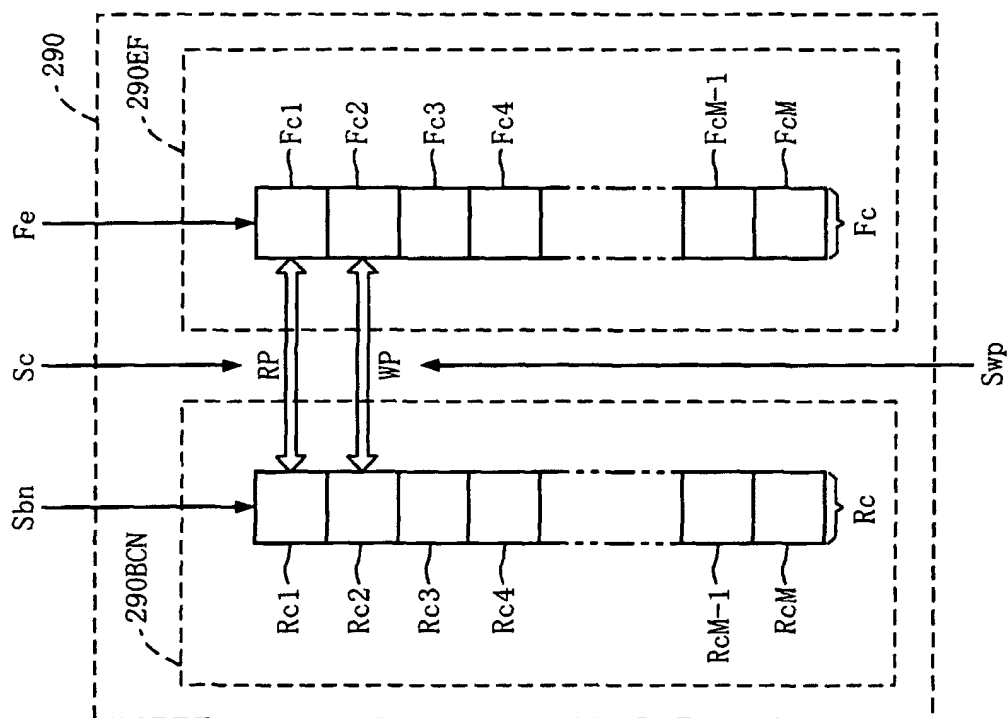 290
290BCN
290EF
Sbn
Sc
Fe
RP
WP
Swp
Rc1
Rc2
Rc3
Rc4
RcM-1
RcM
Rc
Fc1
Fc2
Fc3
Fc4
FcM-1
FcM
Fc